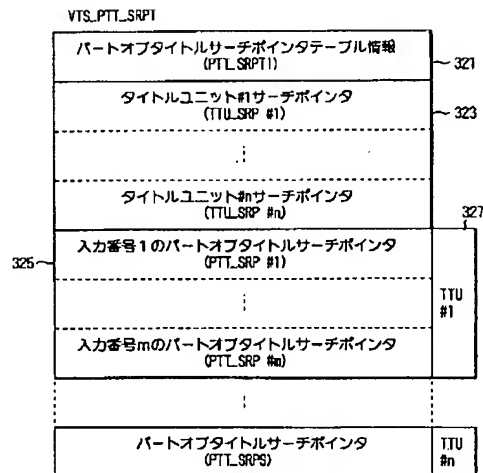 VTS_PTT_SRPT
パートオブタイトルサーチポインタテーブル情報
(PTT_SRPTI)
321
タイトルユニット#1サーチポインタ
(TTU_SRP #1)
323
タイトルユニット#nサーチポインタ
(TTU_SRP #n)
327
325
入力番号1のパートオブタイトルサーチポインタ
(PTT_SRP #1)
TTU
#1
入力番号mのパートオブタイトルサーチポインタ
(PTT_SRP #m)
パートオブタイトルサーチポインタ
(PTT_SRPS)
TTU
#n